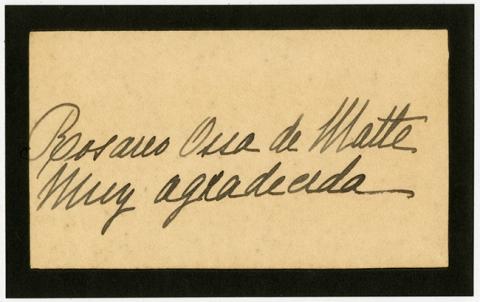 Rosario Ossa de Matte
Muy agradecida